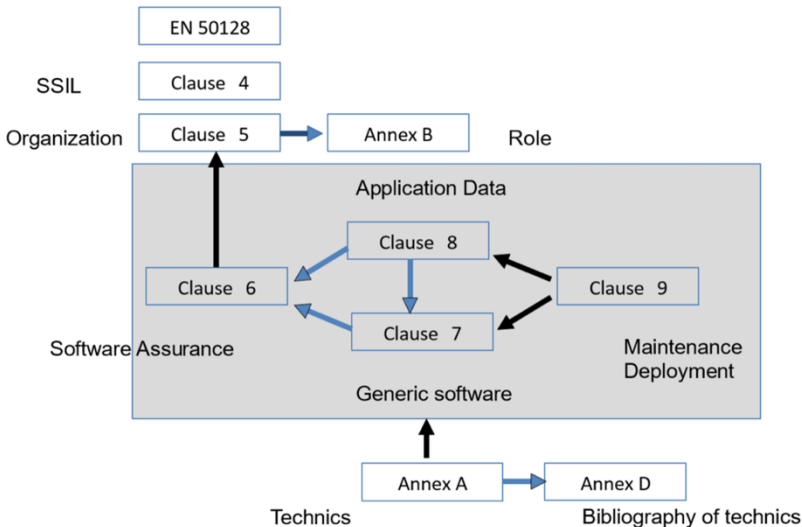 EN 50128
SSIL
Clause 4
Organization
Clause 5
Annex B
Role
Application Data
Clause 8
Clause 6
Clause 9
Clause 7
Software Assurance
Maintenance
Deployment
Generic software
Annex A
Annex D
Technics
Bibliography of technics